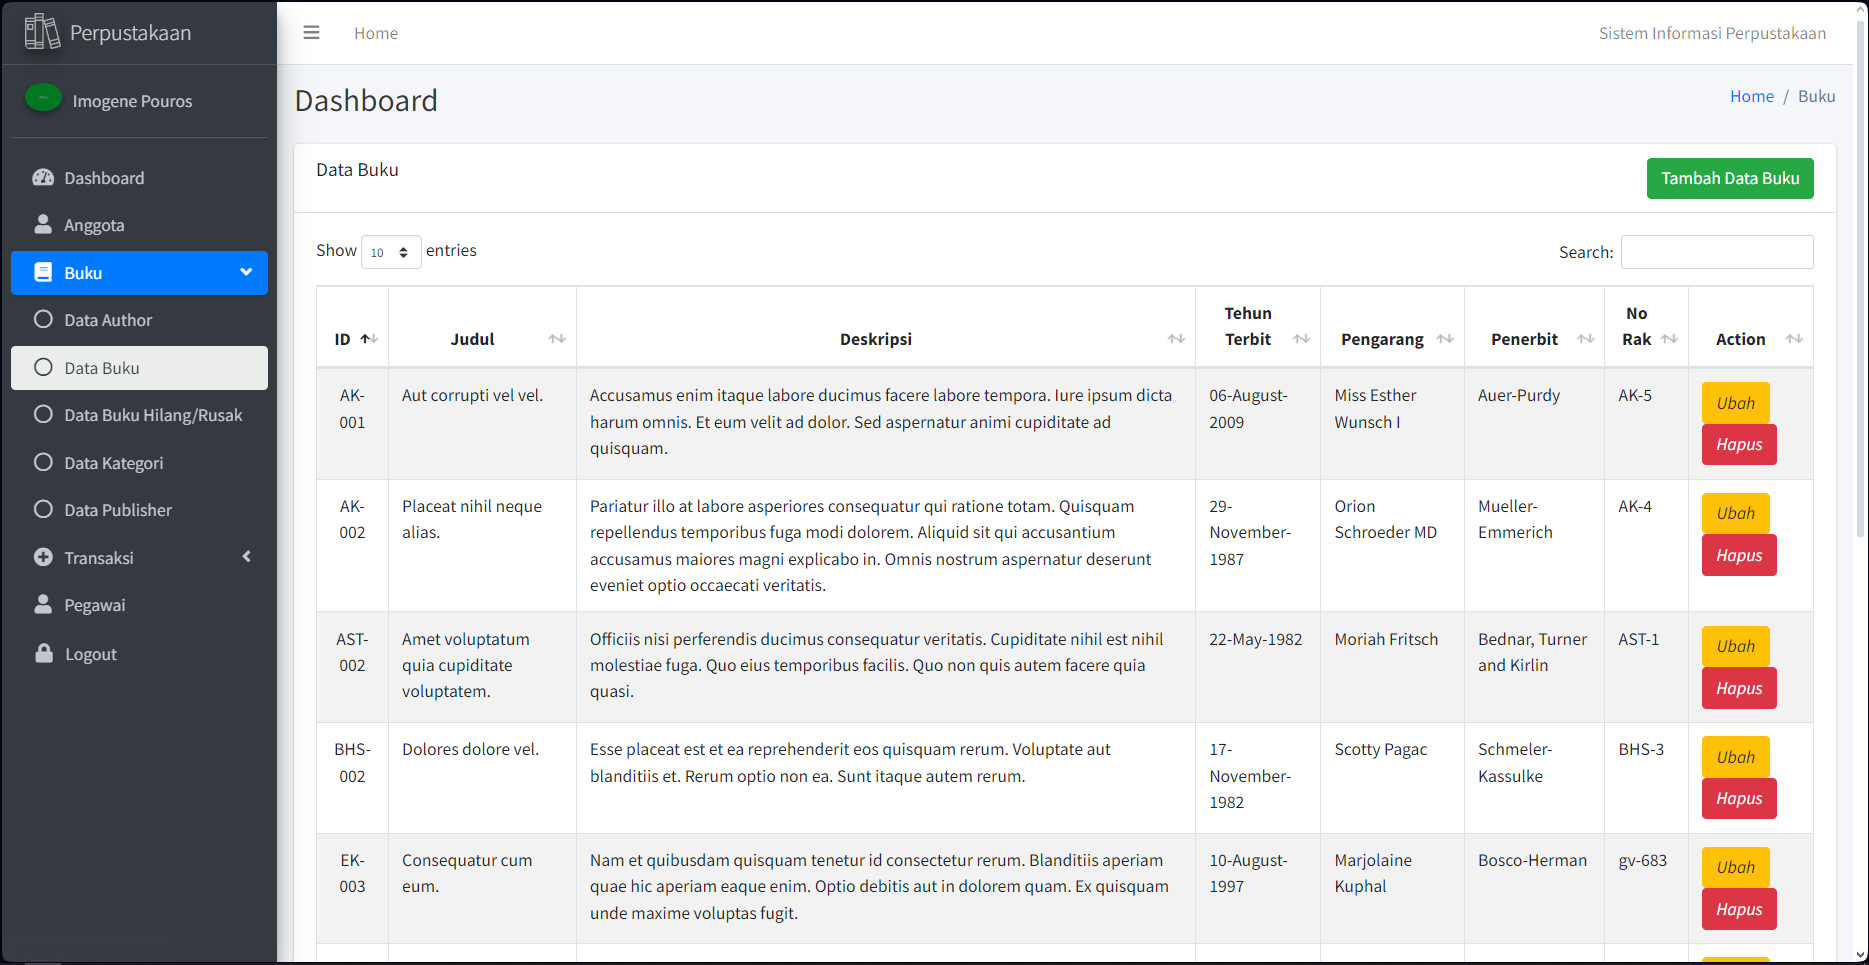 Perpustakaan
Home
Sistem Informasi Perpustakaan
Imogene Pouros
Dashboard
Anggota
Buku
Data Author
Data Buku
Data Buku Hilang/Rusak
Data Kategori
Data Publisher
Transaksi
Pegawai
Logout
Dashboard
Home / Buku
Data Buku
Tambah Data Buku
Show 10 entries
Search:
ID
Judul
Deskripsi
Tehun
Terbit
Pengarang
Penerbit
No
Rak
Action
AK-
001
Aut corrupti vel vel.
Accusamus enim itaque labore ducimus facere labore tempora. Iure ipsum dicta
harum omnis. Et eum velit ad dolor. Sed aspernatur animi cupiditate ad
quisquam.
06-August-
2009
Miss Esther
Wunsch I
Auer-Purdy
AK-5
Ubah
Hapus
AK-
002
Placeat nihil neque
alias.
Pariatur illo at labore asperiores consequatur qui ratione totam. Quisquam
repellendus temporibus fuga modi dolorem. Aliquid sit qui accusantium
accusamus maiores magni explicabo in. Omnis nostrum aspernatur deserunt
eveniet optio occaecati veritatis.
29-
November-
1987
Orion
Schroeder MD
Mueller-
Emmerich
AK-4
Ubah
Hapus
AST-
002
Amet voluptatum
quia cupiditate
voluptatem.
Officiis nisi perferendis ducimus consequatur veritatis. Cupiditate nihil est nihil
molestiae fuga. Quo eius temporibus facilis. Quo non quis autem facere quia
quasi.
22-May-1982
Moriah Fritsch
Bednar, Turner
and Kirlin
AST-1
Ubah
Hapus
BHS-
002
Dolores dolore vel.
Esse placeat est et ea reprehenderit eos quisquam rerum. Voluptate aut
blanditiis et. Rerum optio non ea. Sunt itaque autem rerum.
17-
November-
1982
Scotty Pagac
Schmeler-
Kassulke
BHS-3
Ubah
Hapus
EK-
003
Consequatur cum
eum.
Nam et quibusdam quisquam tenetur id consectetur rerum. Blanditiis aperiam
quae hic aperiam eaque enim. Optio debitis aut in dolorem quam. Ex quisquam
unde maxime voluptas fugit.
10-August-
1997
Marjolaine
Kuphal
Bosco-Herman
gv-683
Ubah
Hapus